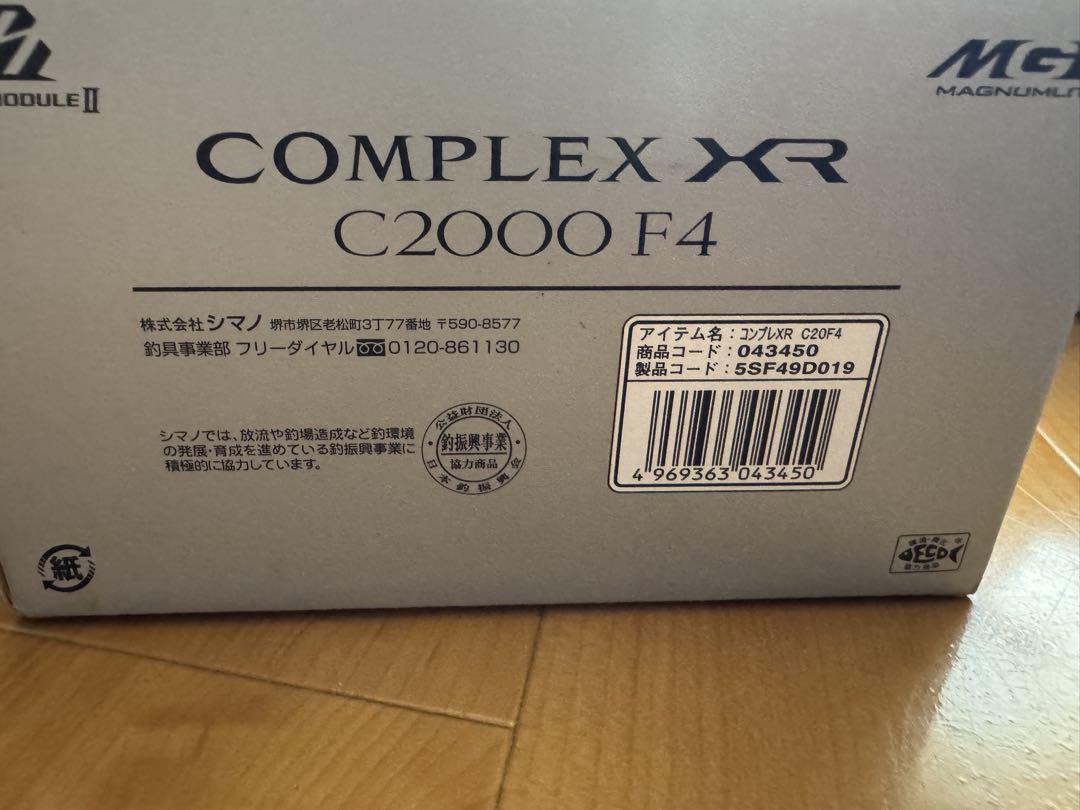 MODULE II
MG
MAGNUMLI
COMPLEX XR
C2000 F4
株式会社シマノ 堺市堺区老松町3丁77番地 〒590-8577
釣具事業部 フリーダイヤル 0120-861130
シマノでは、放流や釣場造成など釣環境
の発展・育成を進めている釣振興事業に
積極的に協力しています。
公益財団法人
釣振興事業
協力商品
日本釣振興会
アイテム名：コンプレXR C20F4
商品コード：043450
製品コード：5SF49D019
4 969363 043450
紙
ECO
協力商品